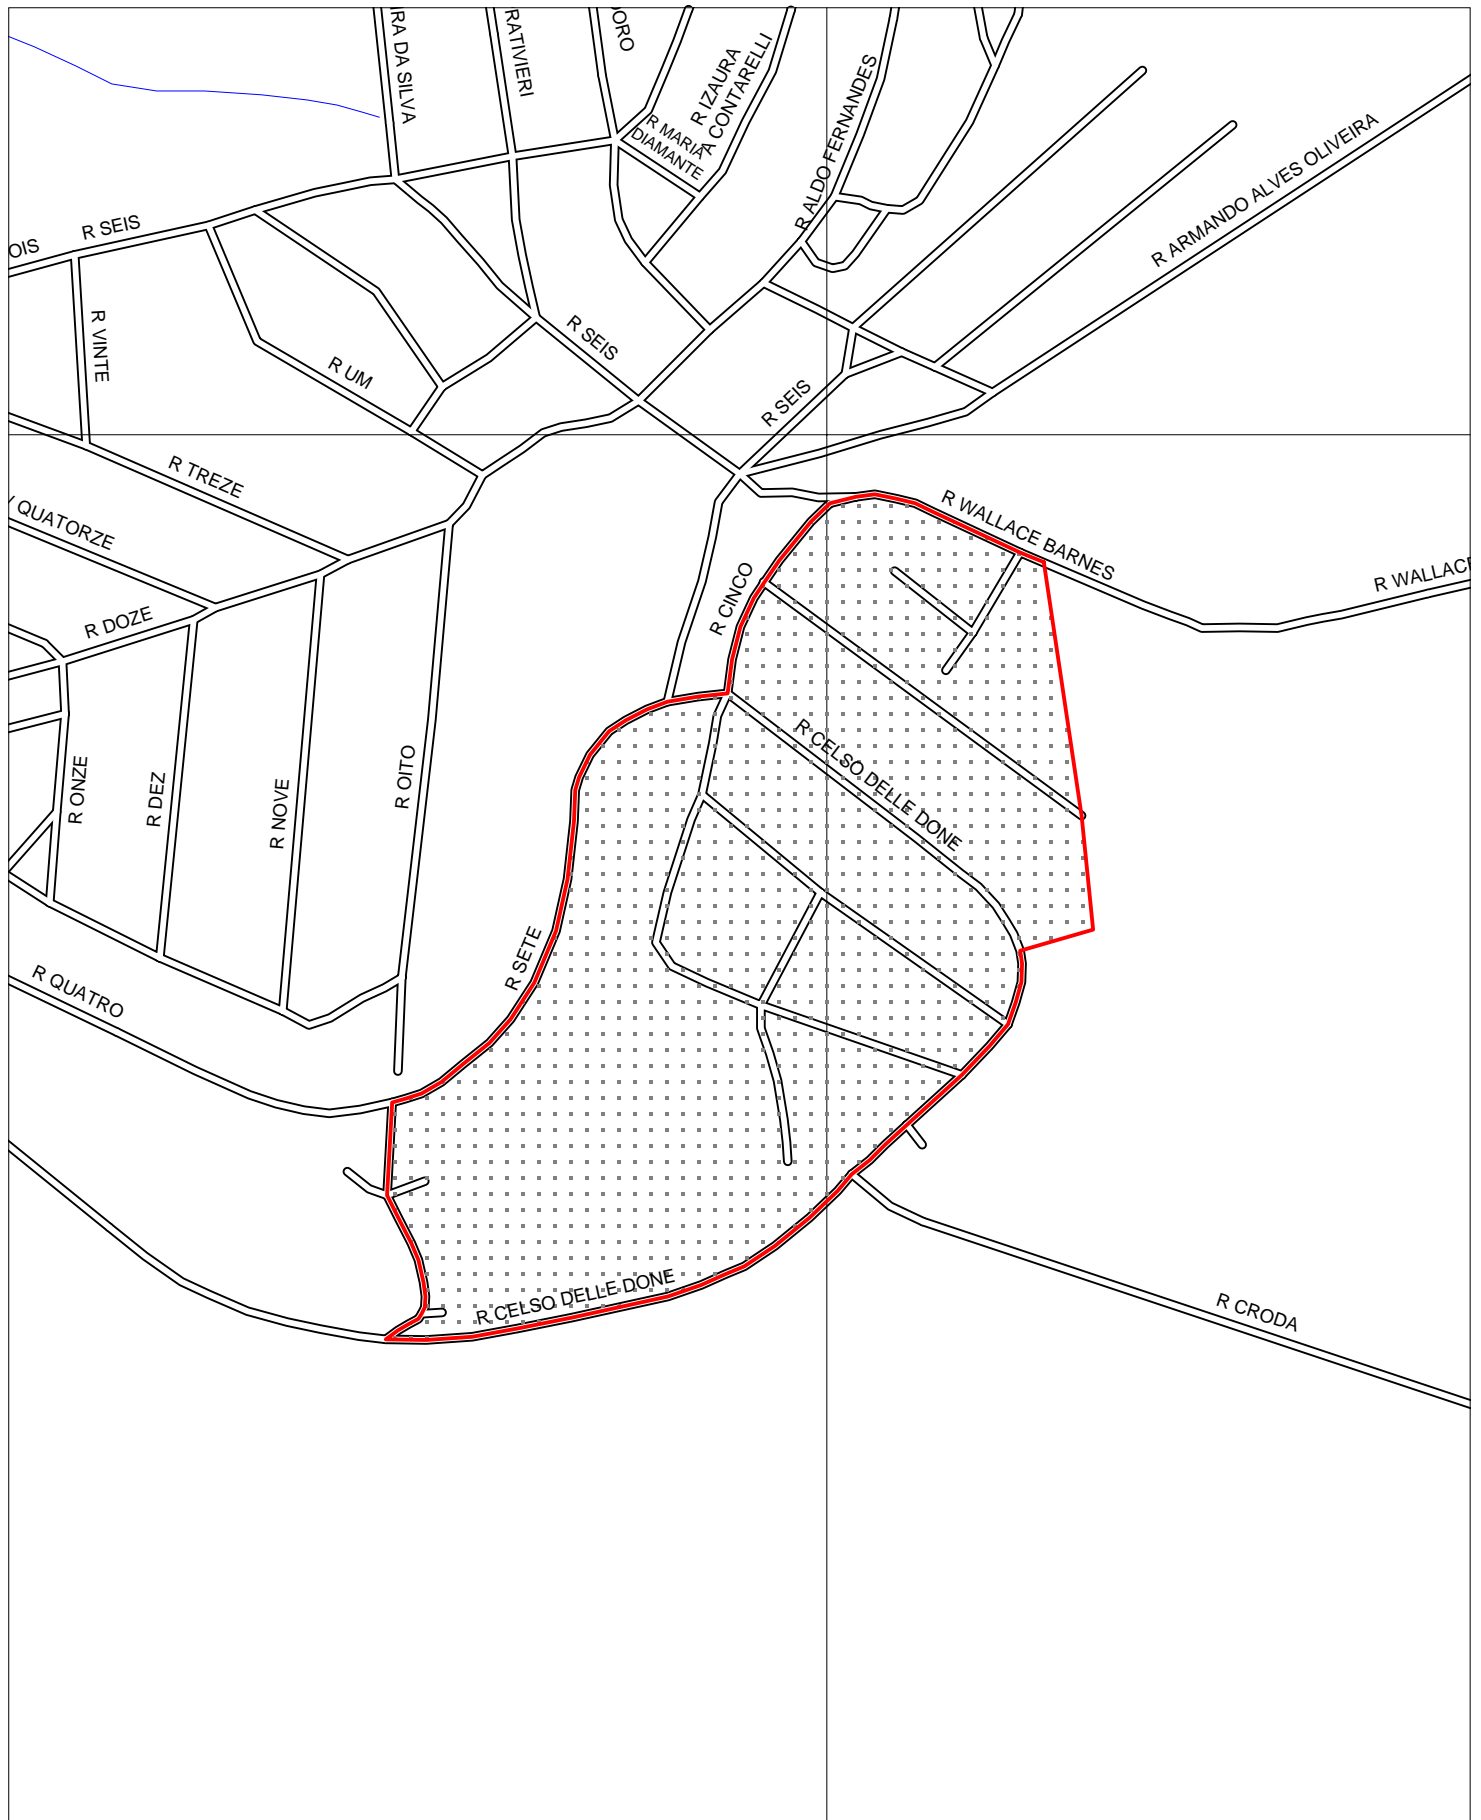 RA DA SILVA
RATIVIERI
DORO
R IZAURA
A CONTARELLI
R MARIA
DIAMANTE
R ALDO FERNANDES
R ARMANDO ALVES OLIVEIRA
OIS
R SEIS
R VINTE
R UM
R SEIS
R SEIS
R TREZE
QUATORZE
R DOZE
R WALLACE BARNES
R WALLACE
R CINCO
R CELSO DELLE DONE
R ONZE
R DEZ
R NOVE
R OITO
R SETE
R QUATRO
R CELSO DELLE DONE
R CRODA